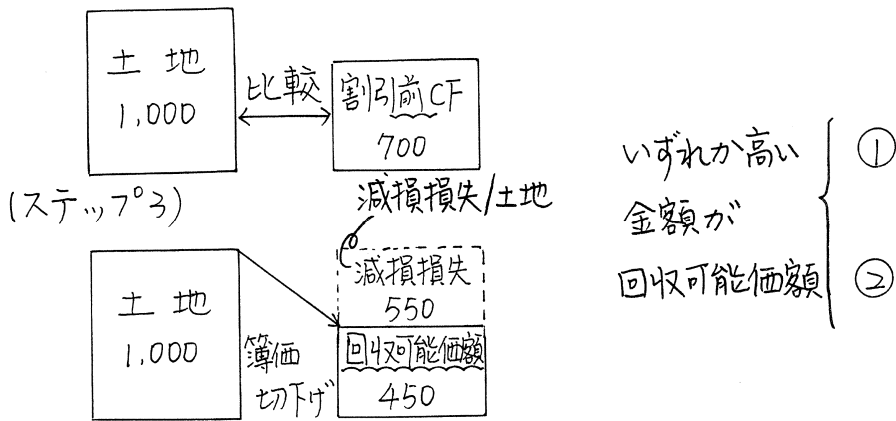 土地
1,000
比較
割引前CF
700
(ステップ3)
減損損失/土地
土地
1,000
簿価
切下げ
減損損失
550
回収可能価額
450
いずれか高い
金額が
回収可能価額
①
②